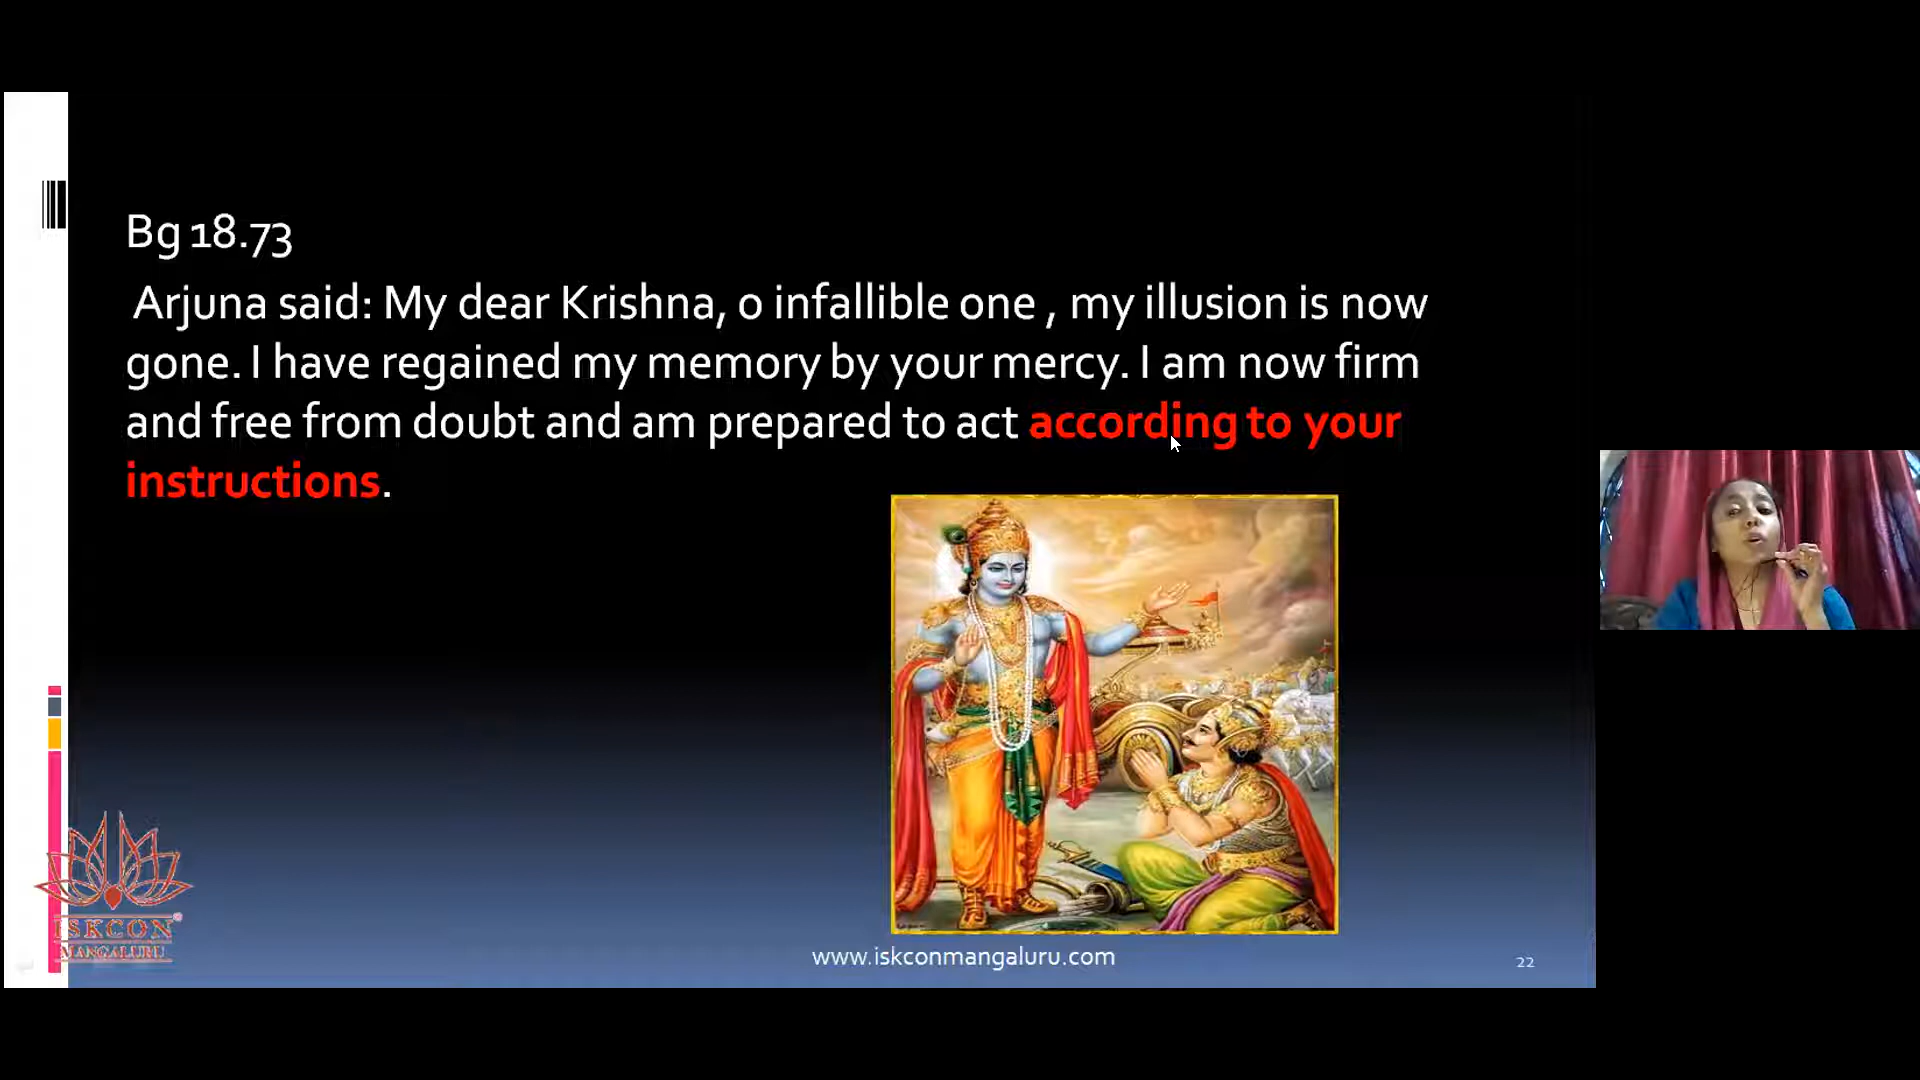 Bg 18.73
Arjuna said: My dear Krishna, o infallible one , my illusion is now
gone. I have regained my memory by your mercy. I am now firm
and free from doubt and am prepared to act according to your
instructions.
ISKCON
MANGALURU
www.iskconmangaluru.com
22